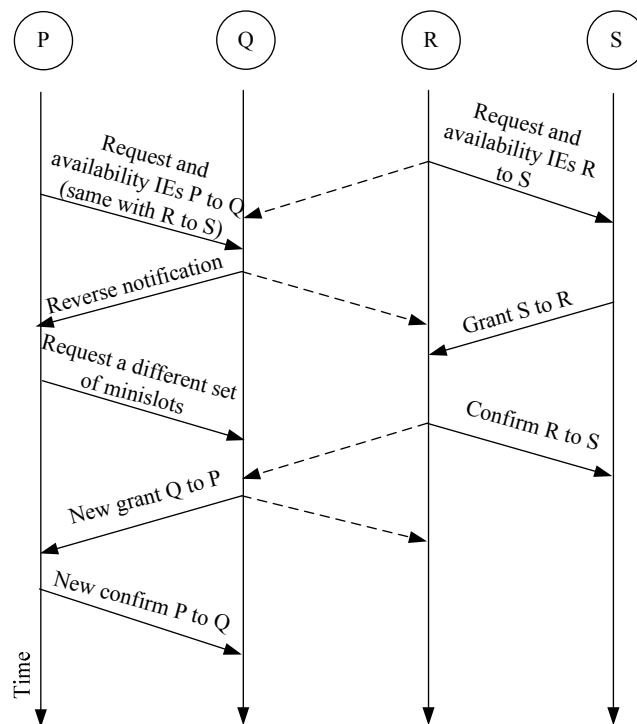 P
Q
R
S
Request and
availability IEs P to Q
(same with R to S)
Request and
availability IEs R
to S
Reverse notification
Grant S to R
Request a different set
of minislots
Confirm R to S
New grant Q to P
New confirm P to Q
Time